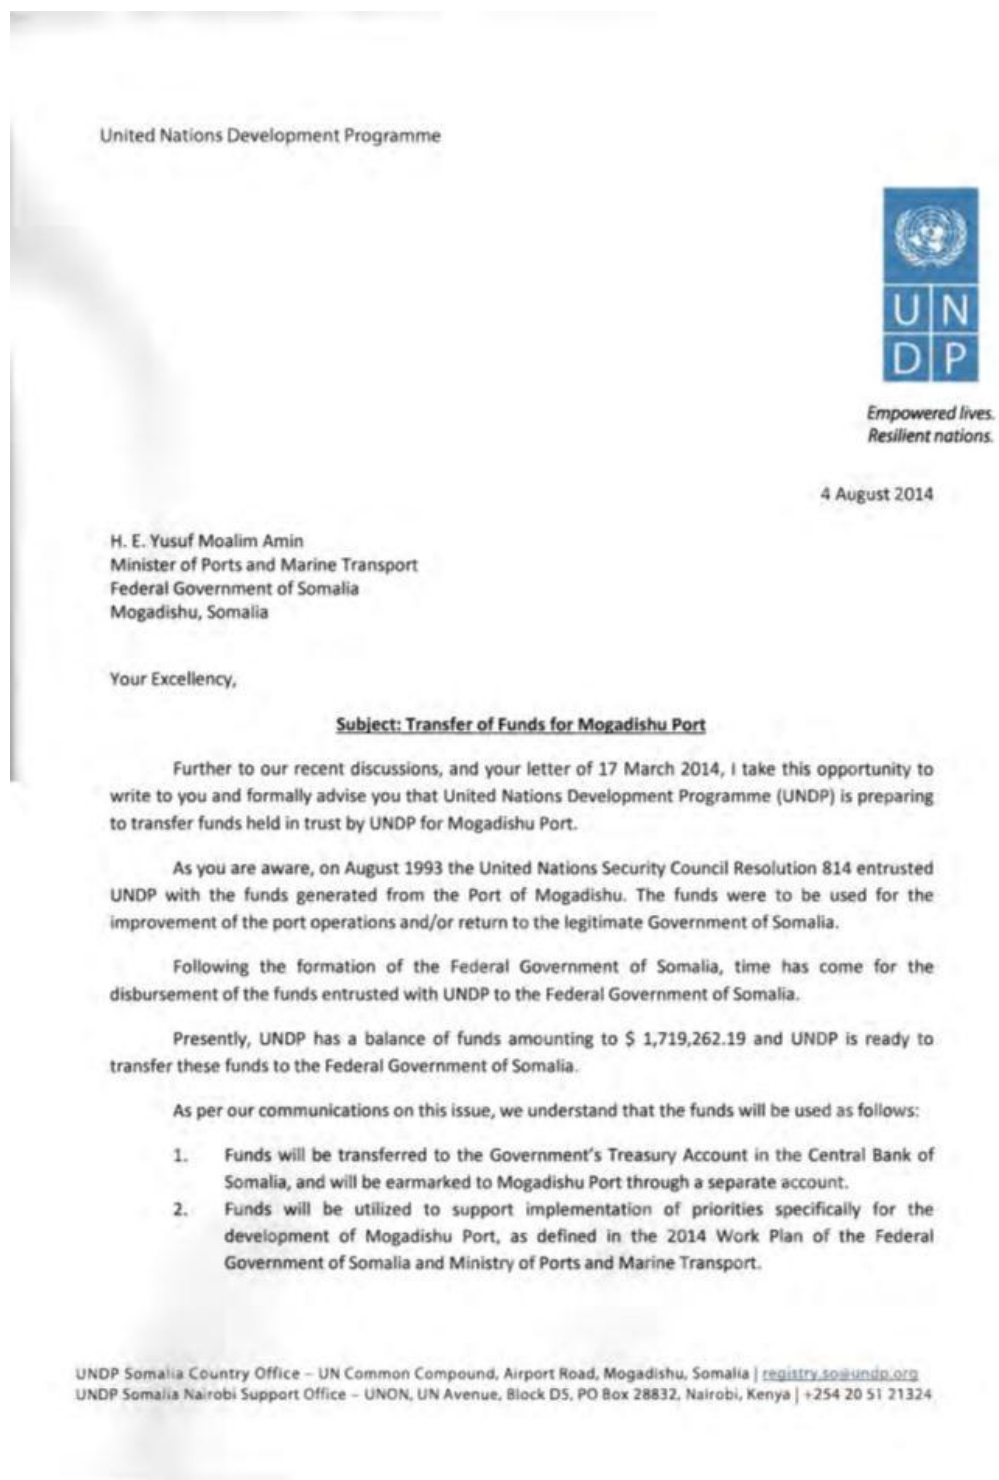 United Nations Development Programme
U N
D P
Empowered lives.
Resilient nations.
4 August 2014
H. E. Yusuf Moalim Amin
Minister of Ports and Marine Transport
Federal Government of Somalia
Mogadishu, Somalia
Your Excellency,
Subject: Transfer of Funds for Mogadishu Port
Further to our recent discussions, and your letter of 17 March 2014, I take this opportunity to
write to you and formally advise you that United Nations Development Programme (UNDP) is preparing
to transfer funds held in trust by UNDP for Mogadishu Port.
As you are aware, on August 1993 the United Nations Security Council Resolution 814 entrusted
UNDP with the funds generated from the Port of Mogadishu. The funds were to be used for the
improvement of the port operations and/or return to the legitimate Government of Somalia.
Following the formation of the Federal Government of Somalia, time has come for the
disbursement of the funds entrusted with UNDP to the Federal Government of Somalia.
Presently, UNDP has a balance of funds amounting to $ 1,719,262.19 and UNDP is ready to
transfer these funds to the Federal Government of Somalia.
As per our communications on this issue, we understand that the funds will be used as follows:
1. Funds will be transferred to the Government's Treasury Account in the Central Bank of
Somalia, and will be earmarked to Mogadishu Port through a separate account.
2. Funds will be utilized to support implementation of priorities specifically for the
development of Mogadishu Port, as defined in the 2014 Work Plan of the Federal
Government of Somalia and Ministry of Ports and Marine Transport.
UNDP Somalia Country Office – UN Common Compound, Airport Road, Mogadishu, Somalia | registry.so@undp.org
UNDP Somalia Nairobi Support Office – UNON, UN Avenue, Block D5, PO Box 28832, Nairobi, Kenya | +254 20 51 21324